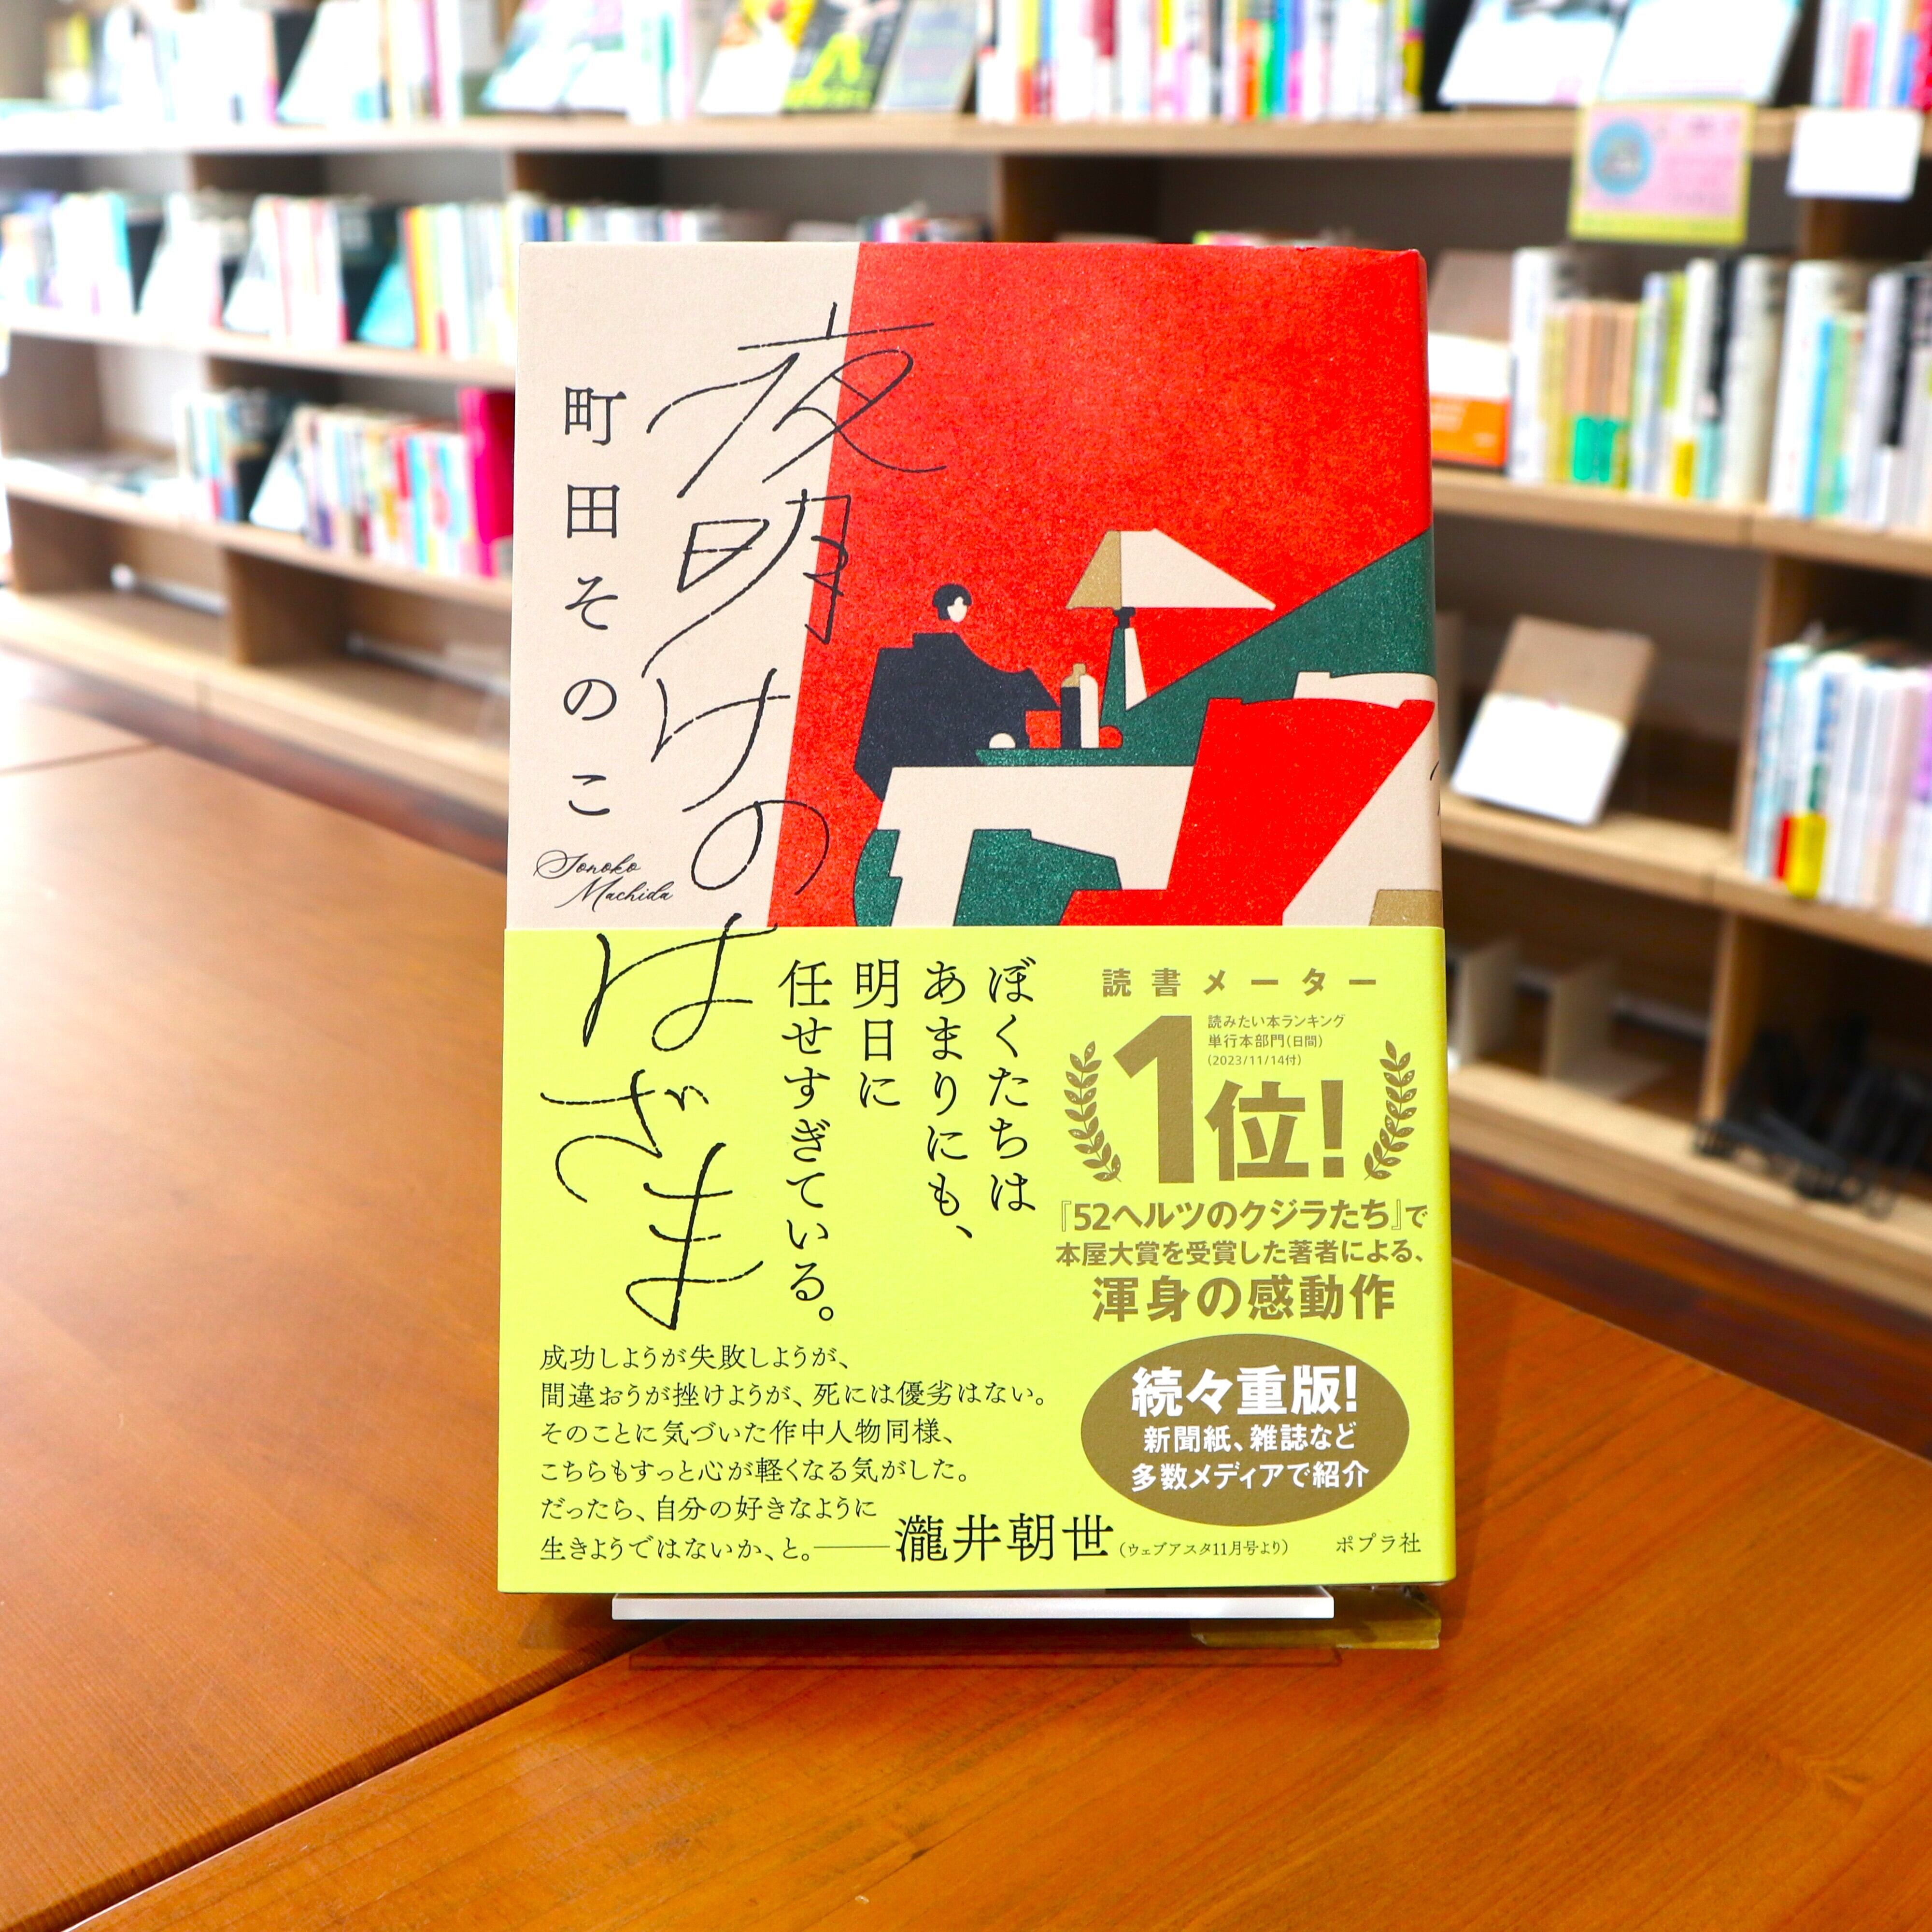 夜明けのはざま
町田そのこ
Sonoko
Machida
ぼくたちは
あまりにも、
明日に
任せすぎている。
読書メーター
読みたい本ランキング
単行本部門(日間)
(2023/11/14付)
1位!
『52ヘルツのクジラたち』で
本屋大賞を受賞した著者による、
渾身の感動作
続々重版!
新聞紙、雑誌など
多数メディアで紹介
成功しようが失敗しようが、
間違おうが挫けようが、死には優劣はない。
そのことに気づいた作中人物同様、
こちらもすっと心が軽くなる気がした。
だったら、自分の好きなように
生きようではないか、と。――瀧井朝世(ウェブアスタ11月号より)
ポプラ社